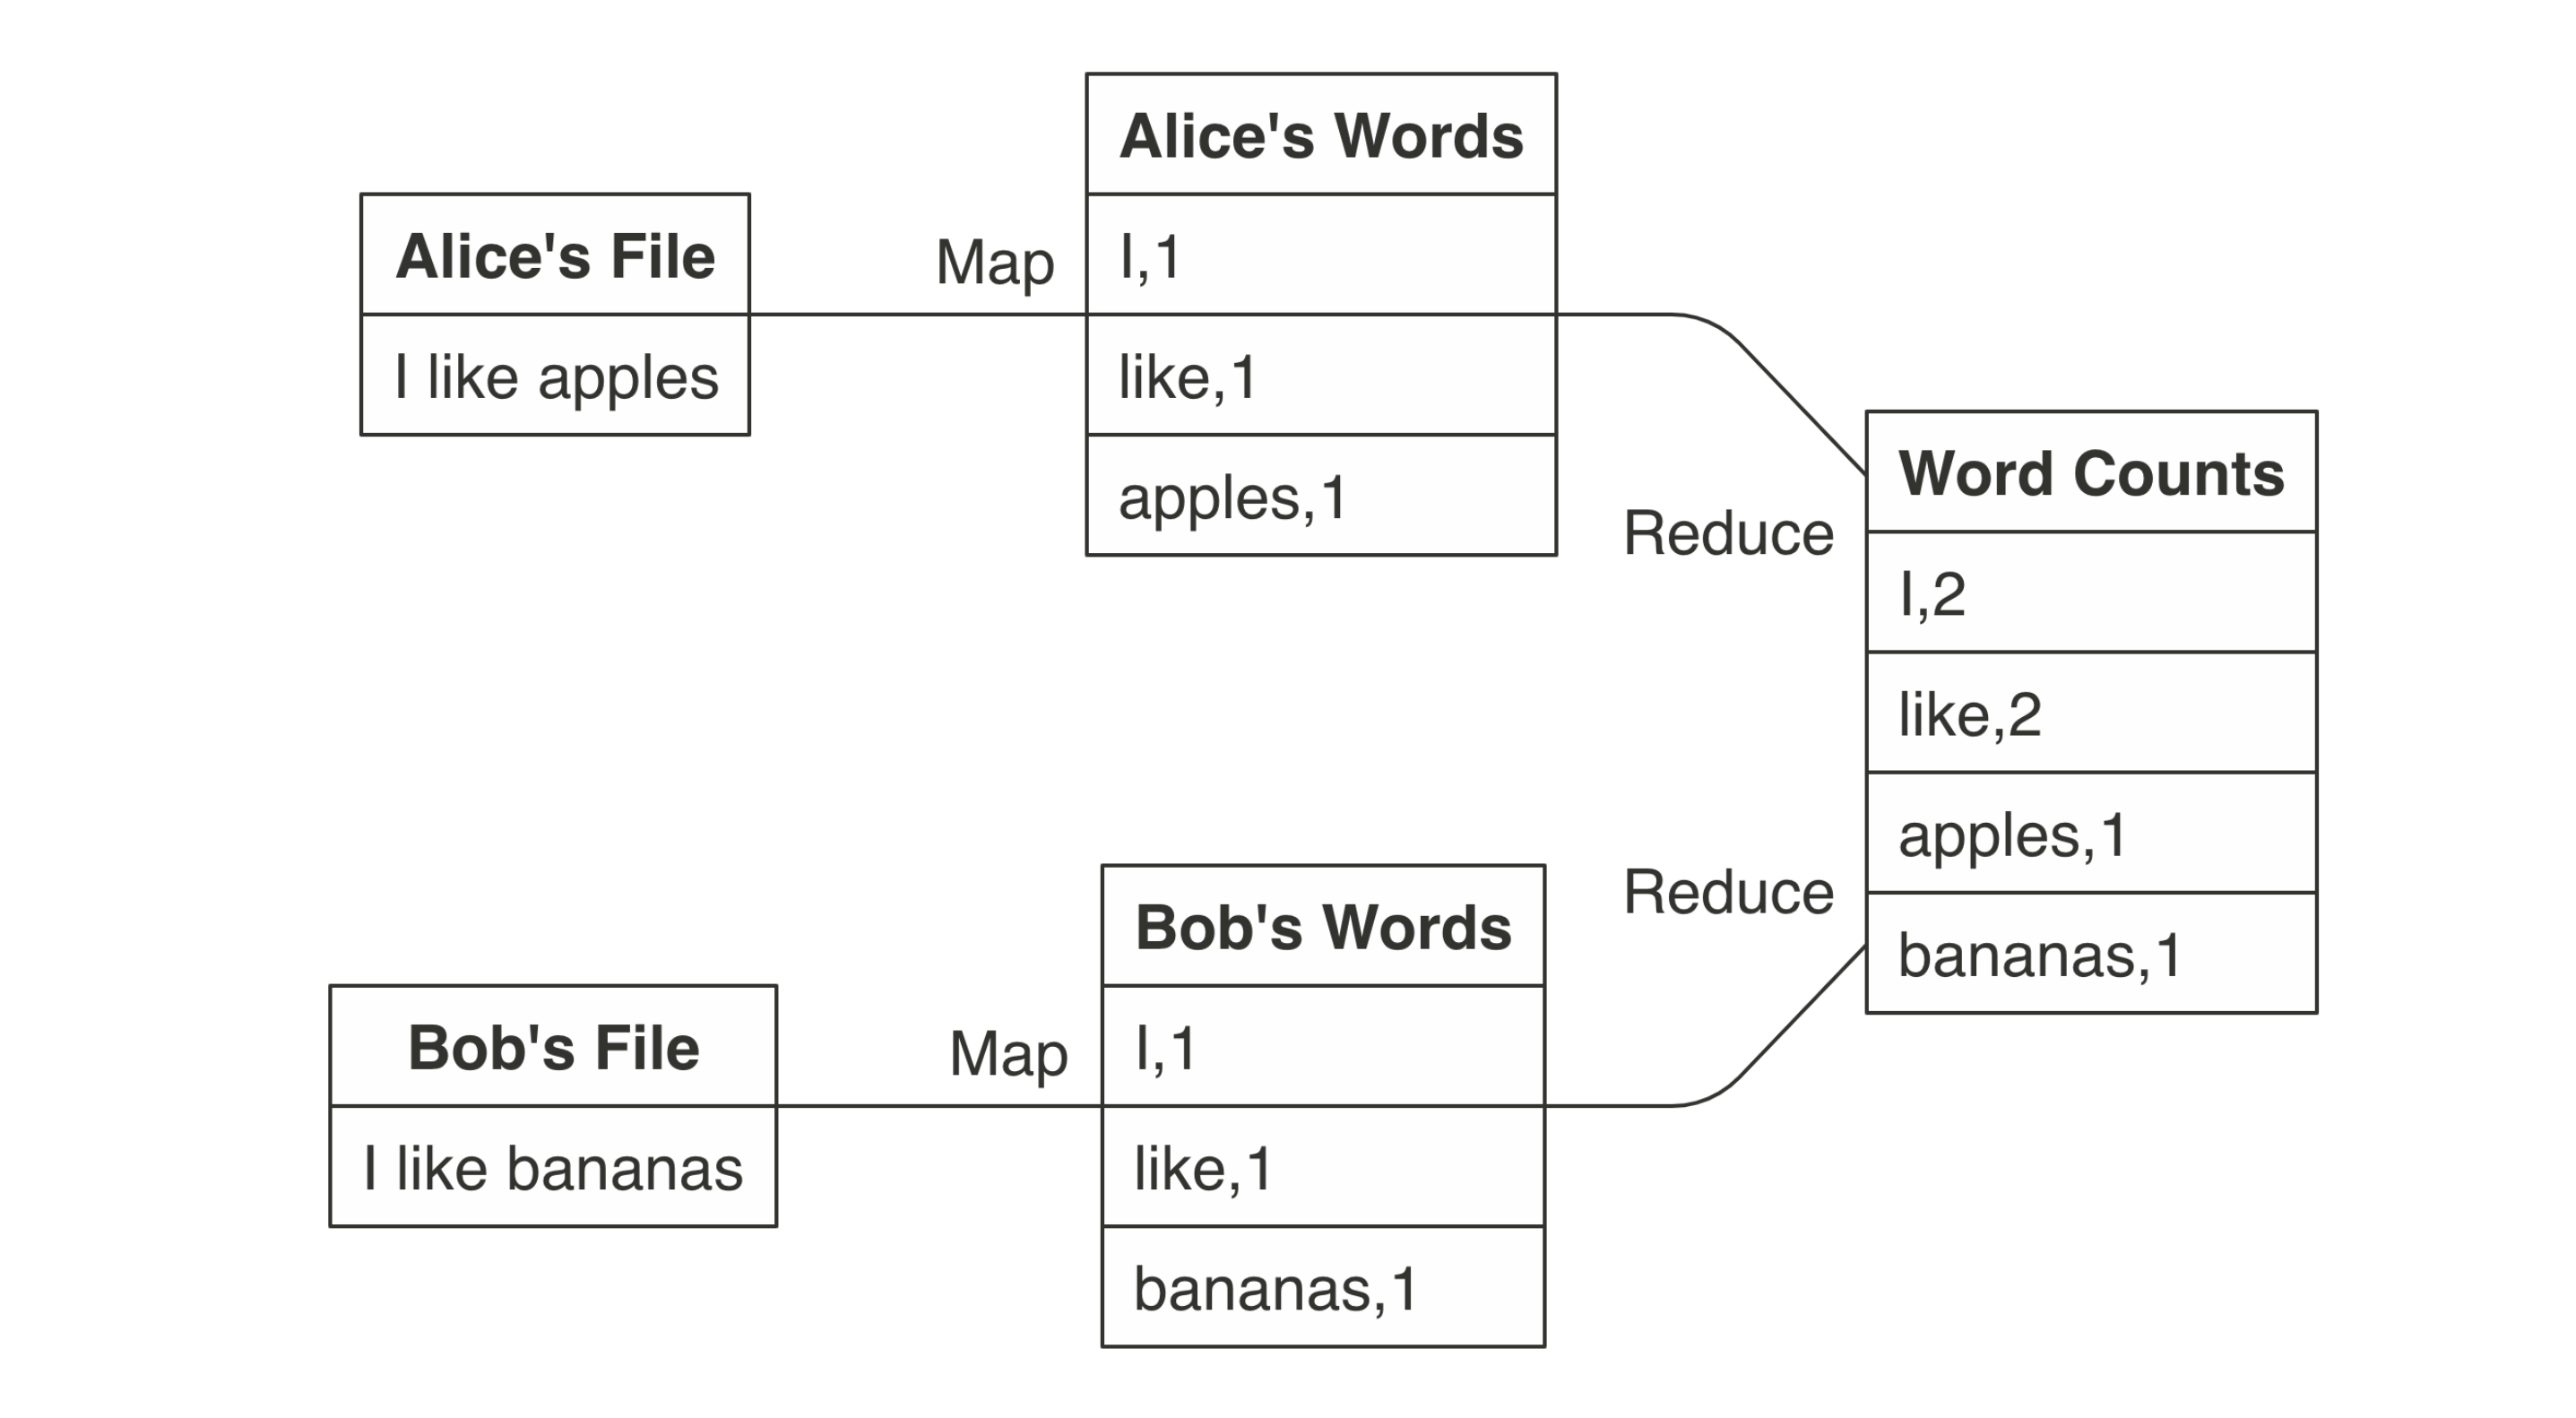 Alice's File
I like apples
Map
Alice's Words
I,1
like,1
apples,1
Reduce
Bob's File
I like bananas
Map
Bob's Words
I,1
like,1
bananas,1
Reduce
Word Counts
I,2
like,2
apples,1
bananas,1